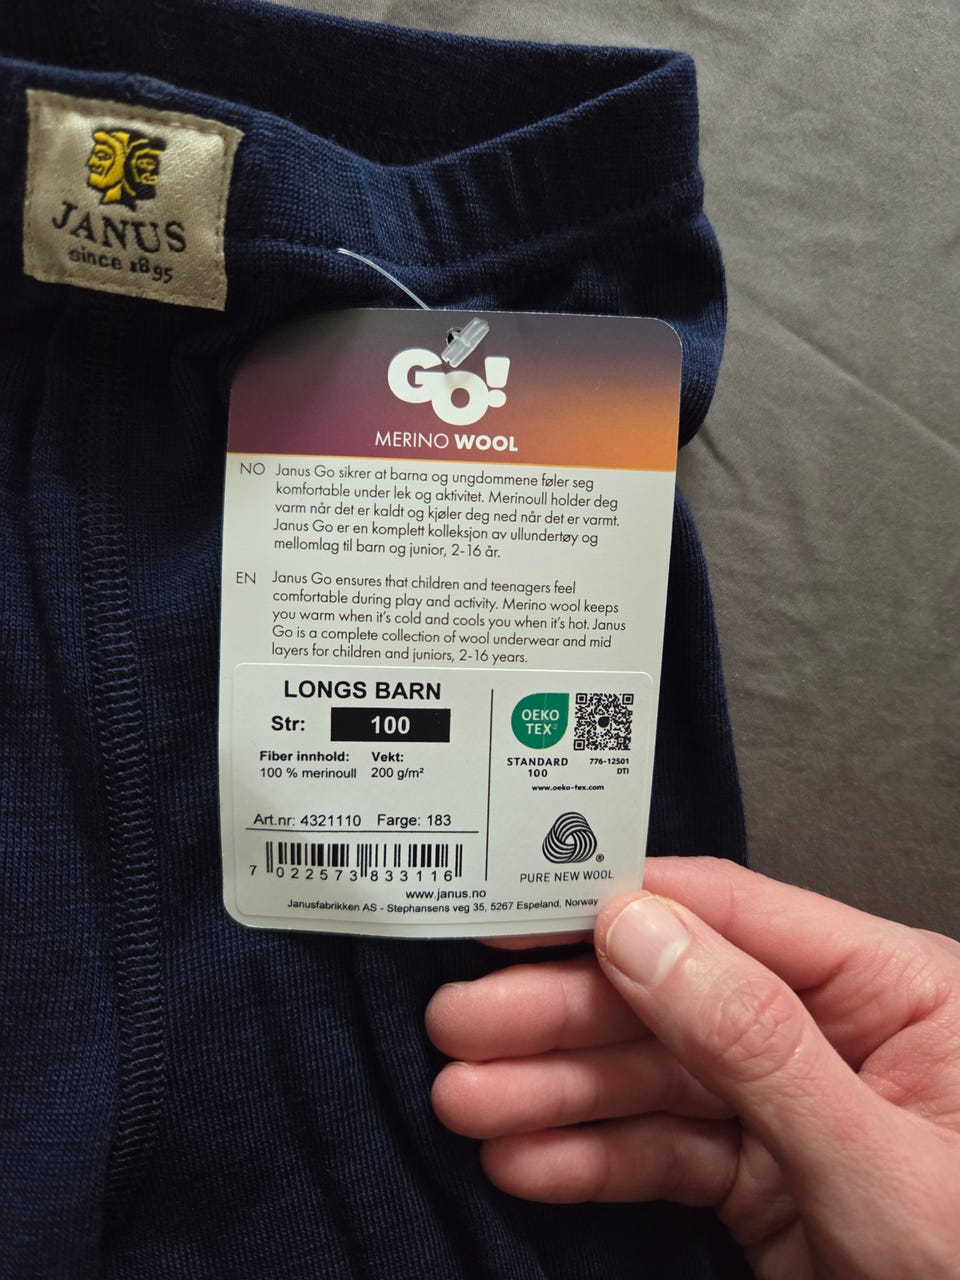 JANUS
since 1895
GO!
MERINO WOOL
NO Janus Go sikrer at barna og ungdommene føler seg
komfortable under lek og aktivitet. Merinoull holder deg
varm når det er kaldt og kjøler deg ned når det er varmt.
Janus Go er en komplett kolleksjon av ullundertøy og
mellomlag til barn og junior, 2-16 år.
EN Janus Go ensures that children and teenagers feel
comfortable during play and activity. Merino wool keeps
you warm when it's cold and cools you when it's hot. Janus
Go is a complete collection of wool underwear and mid
layers for children and juniors, 2-16 years.
LONGS BARN
Str: 100
Fiber innhold: Vekt:
100 % merinoull 200 g/m²
Art.nr: 4321110 Farge: 183
7 022573 833116
OEKO
TEX®
STANDARD
100
776-12501
DTI
www.oeko-tex.com
®
PURE NEW WOOL
www.janus.no
Janusfabrikken AS - Stephansens veg 35, 5267 Espeland, Norway